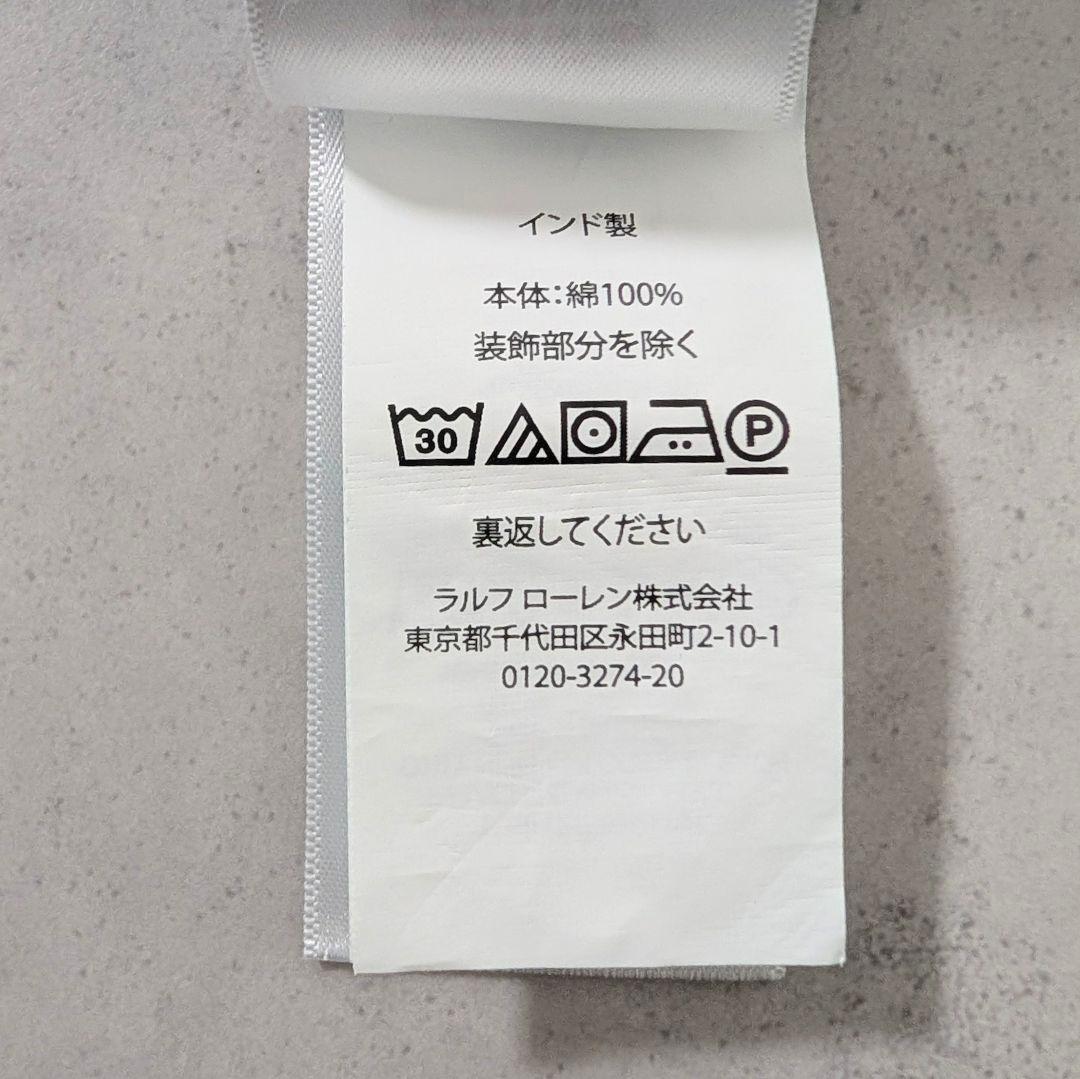 インド製
本体:綿100%
装飾部分を除く
30 P
裏返してください
ラルフ ローレン株式会社
東京都千代田区永田町2-10-1
0120-3274-20